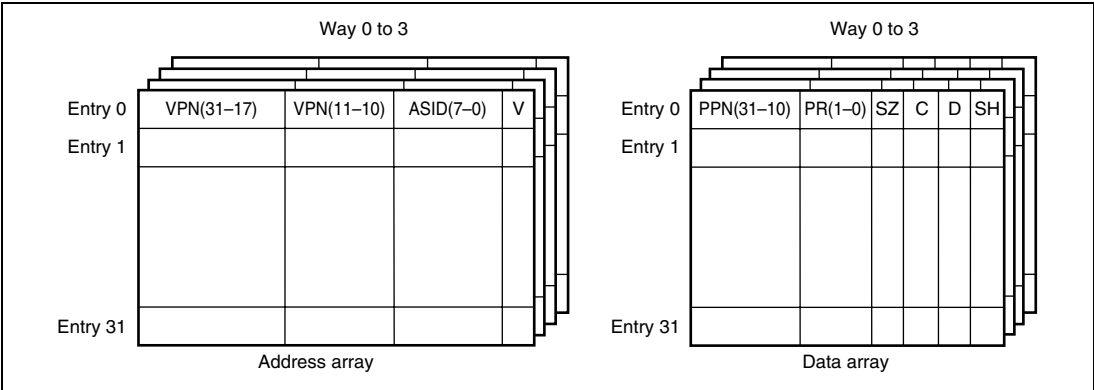 Way 0 to 3
Entry 0 VPN(31–17) VPN(11–10) ASID(7–0) V
Entry 1
Entry 31
Address array
Way 0 to 3
Entry 0 PPN(31–10) PR(1–0) SZ C D SH
Entry 1
Entry 31
Data array